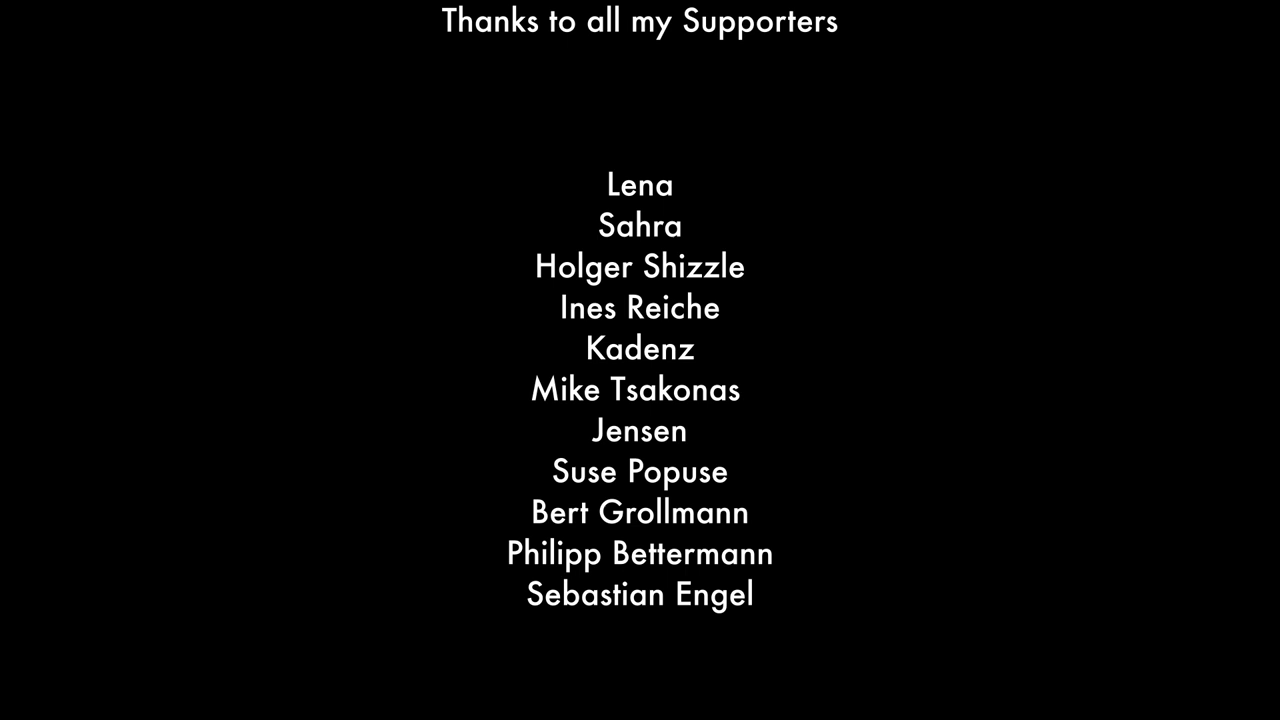 Thanks to all my Supporters
Lena
Sahra
Holger Shizzle
Ines Reiche
Kadenz
Mike Tsakonas
Jensen
Suse Popuse
Bert Grollmann
Philipp Bettermann
Sebastian Engel